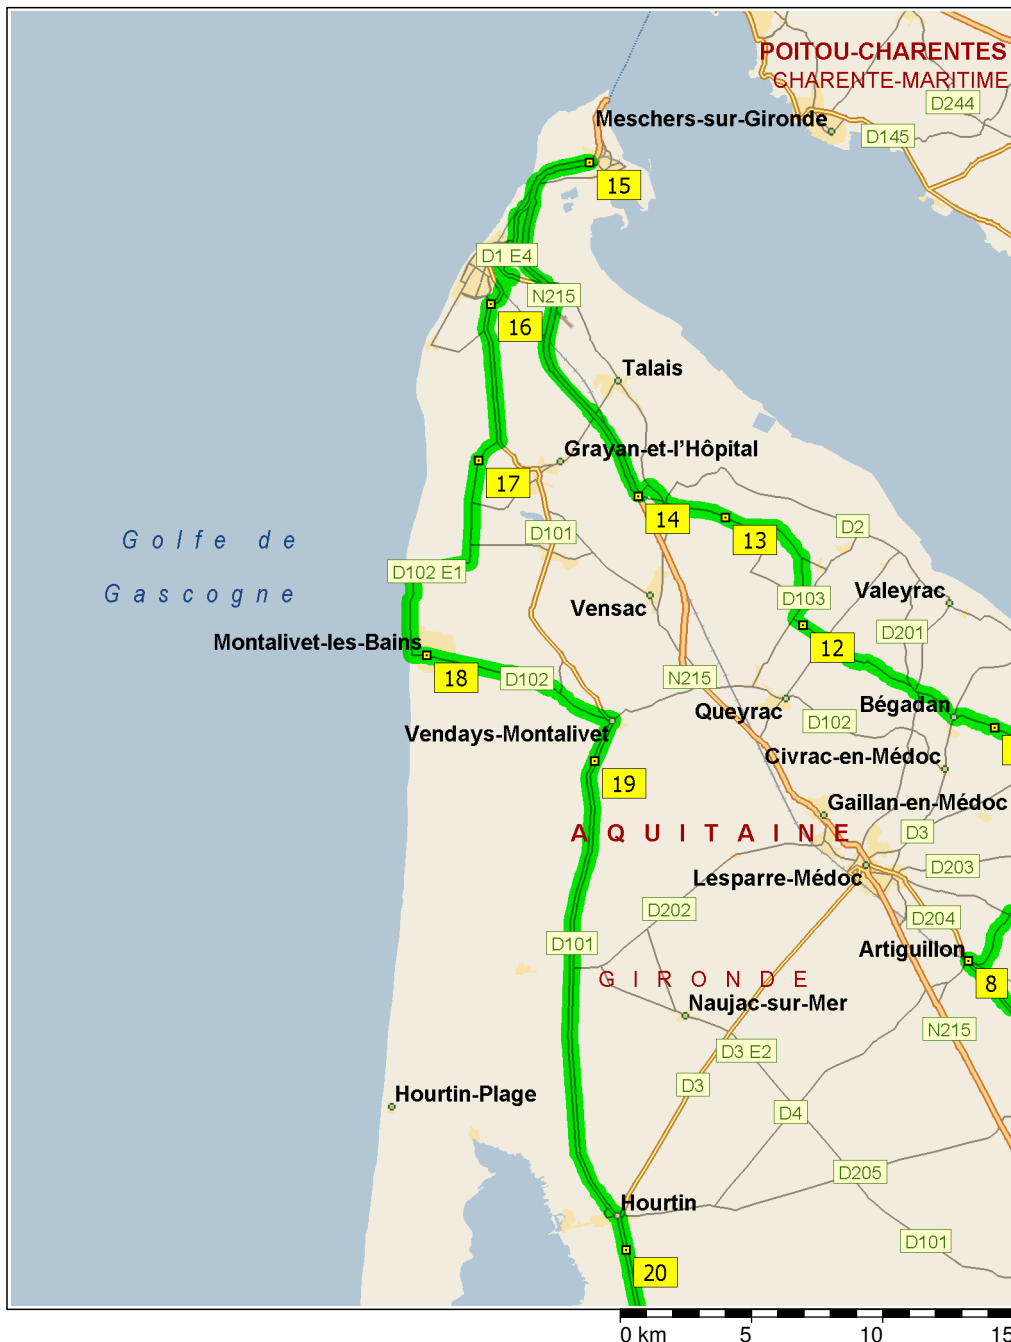 POITOU-CHARENTES
CHARENTE-MARITIME
D244
Meschers-sur-Gironde
D145
15
D1 E4
N215
16
Talais
Grayan-et-l'Hôpital
17
14
13
D2
D101
Golfe de
Gascogne
D102 E1
Vensac
D103
Valeyrac
D201
12
Montalivet-les-Bains
18
D102
N215
Queyrac
Bégadan
D102
Vendays-Montalivet
Civrac-en-Médoc
19
Gaillan-en-Médoc
AQUITAINE
D3
D203
Lesparre-Médoc
D202
D204
D101
Artiguillon
GIRONDE
8
Naujac-sur-Mer
N215
D3 E2
D3
Hourtin-Plage
D4
D205
Hourtin
D101
20
0 km 5 10 15